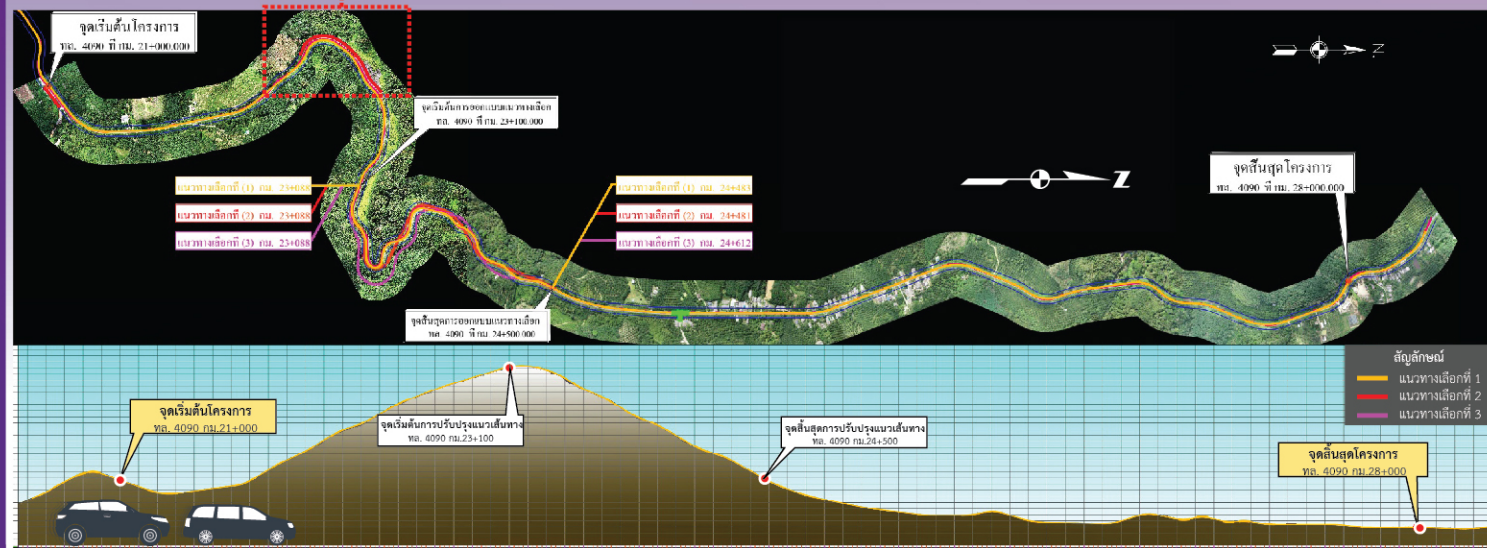 จุดเริ่มต้นโครงการ
ทล. 4090 ที่ กม. 21+000.000
N
จุดเริ่มต้นการออกแบบแนวทางเลือก
ทล. 4090 ที่ กม. 23+100.000
แนวทางเลือกที่ (1) กม. 23+088
แนวทางเลือกที่ (2) กม. 23+088
แนวทางเลือกที่ (3) กม. 23+088
แนวทางเลือกที่ (1) กม. 24+483
แนวทางเลือกที่ (2) กม. 24+481
แนวทางเลือกที่ (3) กม. 24+612
N
จุดสิ้นสุดโครงการ
ทล. 4090 ที่ กม. 28+000.000
จุดสิ้นสุดการออกแบบแนวทางเลือก
ทล. 4090 ที่ กม. 24+500.000
สัญลักษณ์
แนวทางเลือกที่ 1
แนวทางเลือกที่ 2
แนวทางเลือกที่ 3
จุดเริ่มต้นโครงการ
ทล. 4090 กม.21+000
จุดเริ่มต้นการปรับปรุงแนวเส้นทาง
ทล. 4090 กม.23+100
จุดสิ้นสุดการปรับปรุงแนวเส้นทาง
ทล. 4090 กม.24+500
จุดสิ้นสุดโครงการ
ทล. 4090 กม.28+000